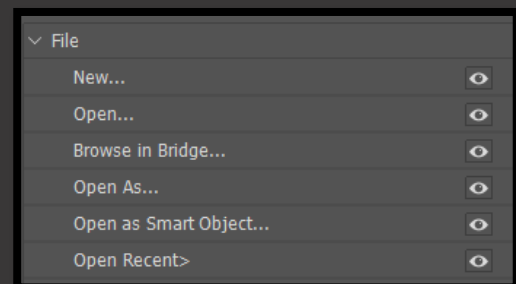 File
New...
Open...
Browse in Bridge...
Open As...
Open as Smart Object...
Open Recent>